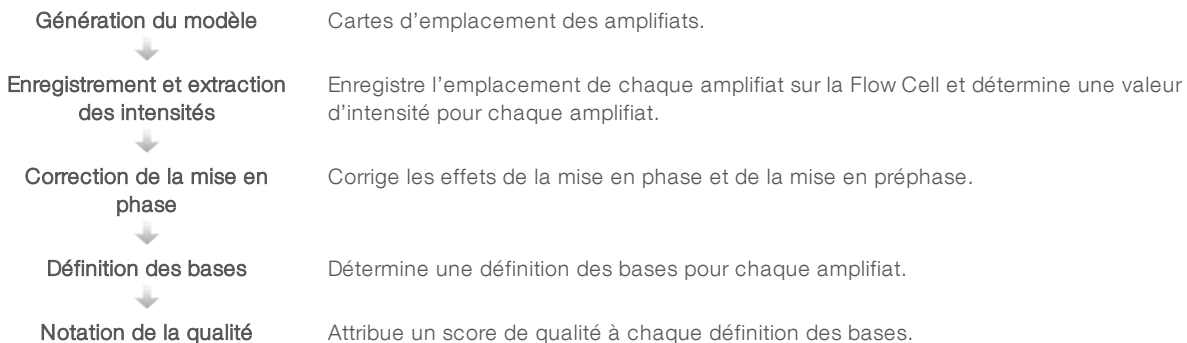 Génération du modèle
Cartes d’emplacement des amplifiats.
Enregistrement et extraction
des intensités
Enregistre l’emplacement de chaque amplifiat sur la Flow Cell et détermine une valeur
d’intensité pour chaque amplifiat.
Correction de la mise en
phase
Corrige les effets de la mise en phase et de la mise en préphase.
Définition des bases
Détermine une définition des bases pour chaque amplifiat.
Notation de la qualité
Attribue un score de qualité à chaque définition des bases.